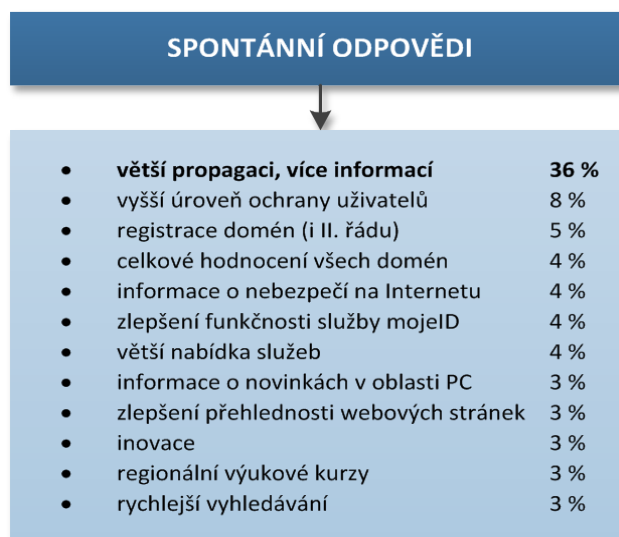 SPONTÁNNÍ ODPOVĚDI
• větší propagaci, více informací 36 %
• vyšší úroveň ochrany uživatelů 8 %
• registrace domén (i II. řádu) 5 %
• celkové hodnocení všech domén 4 %
• informace o nebezpečí na Internetu 4 %
• zlepšení funkčnosti služby mojeID 4 %
• větší nabídka služeb 4 %
• informace o novinkách v oblasti PC 3 %
• zlepšení přehlednosti webových stránek 3 %
• inovace 3 %
• regionální výukové kurzy 3 %
• rychlejší vyhledávání 3 %